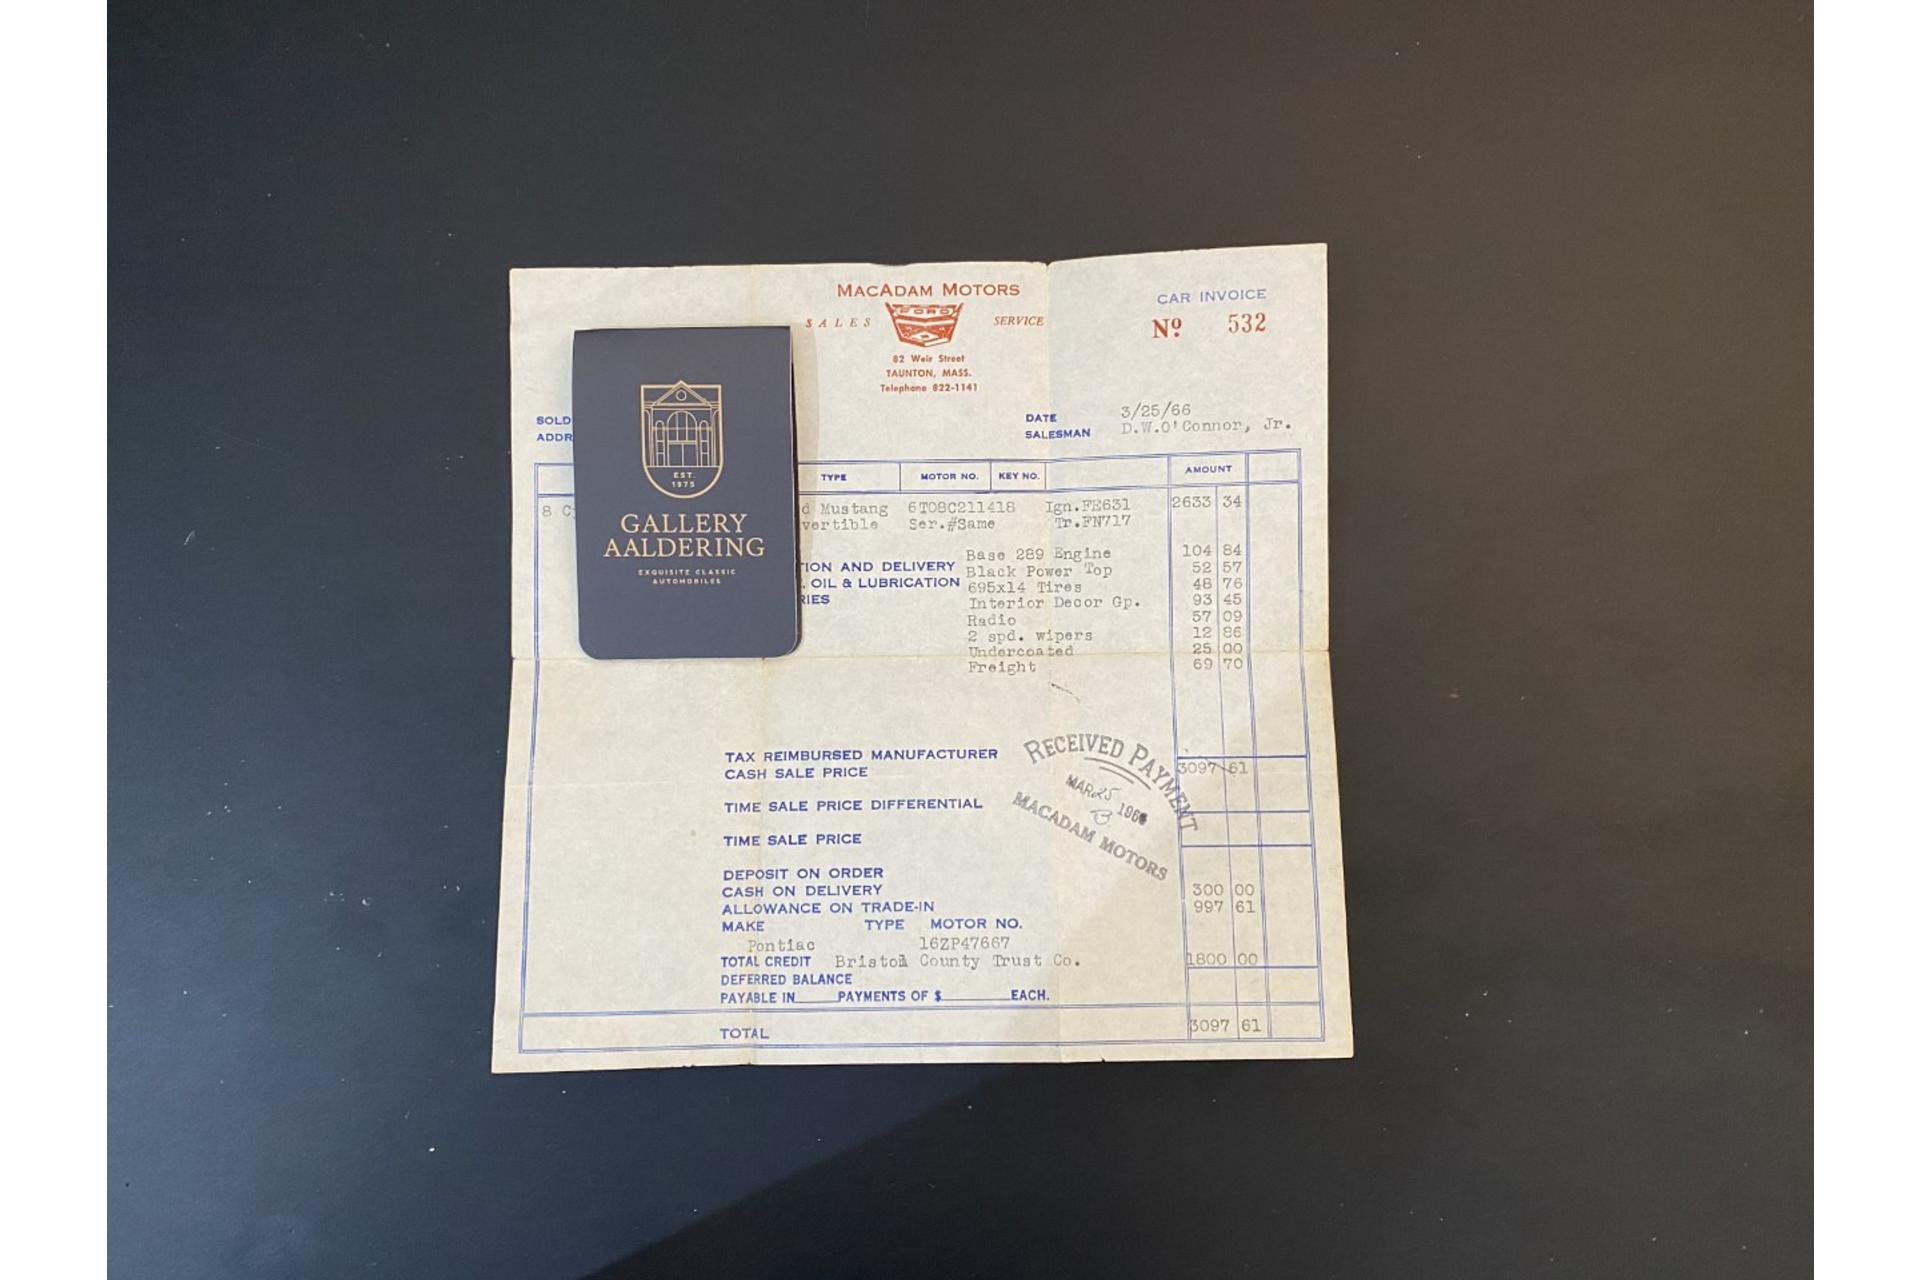 MACADAM MOTORS
SALES FORD SERVICE
82 Weir Street
TAUNTON, MASS.
Telephone 822-1141
CAR INVOICE
Nº 532
SOLD
ADDR
DATE 3/25/66
SALESMAN D.W.O'Connor, Jr.
TYPE MOTOR NO. KEY NO. AMOUNT
8 C d Mustang 6T08C211418 Ign.FE631 2633 34
vertible Ser.#Same Tr.FN717
Base 289 Engine 104 84
TION AND DELIVERY Black Power Top 52 57
. OIL & LUBRICATION 695x14 Tires 48 76
RIES Interior Decor Gp. 93 45
Radio 57 09
2 spd. wipers 12 86
Undercoated 25 00
Freight 69 70
GALLERY
AALDERING
EXQUISITE CLASSIC
AUTOMOBILES
EST.
1975
TAX REIMBURSED MANUFACTURER
CASH SALE PRICE 3097 61
TIME SALE PRICE DIFFERENTIAL
TIME SALE PRICE
RECEIVED PAYMENT
MAR 25 1966
MACADAM MOTORS
DEPOSIT ON ORDER
CASH ON DELIVERY 300 00
ALLOWANCE ON TRADE-IN 997 61
MAKE TYPE MOTOR NO.
Pontiac 16ZP47667
TOTAL CREDIT Bristol County Trust Co. 1800 00
DEFERRED BALANCE
PAYABLE IN____PAYMENTS OF $________EACH.
TOTAL 3097 61